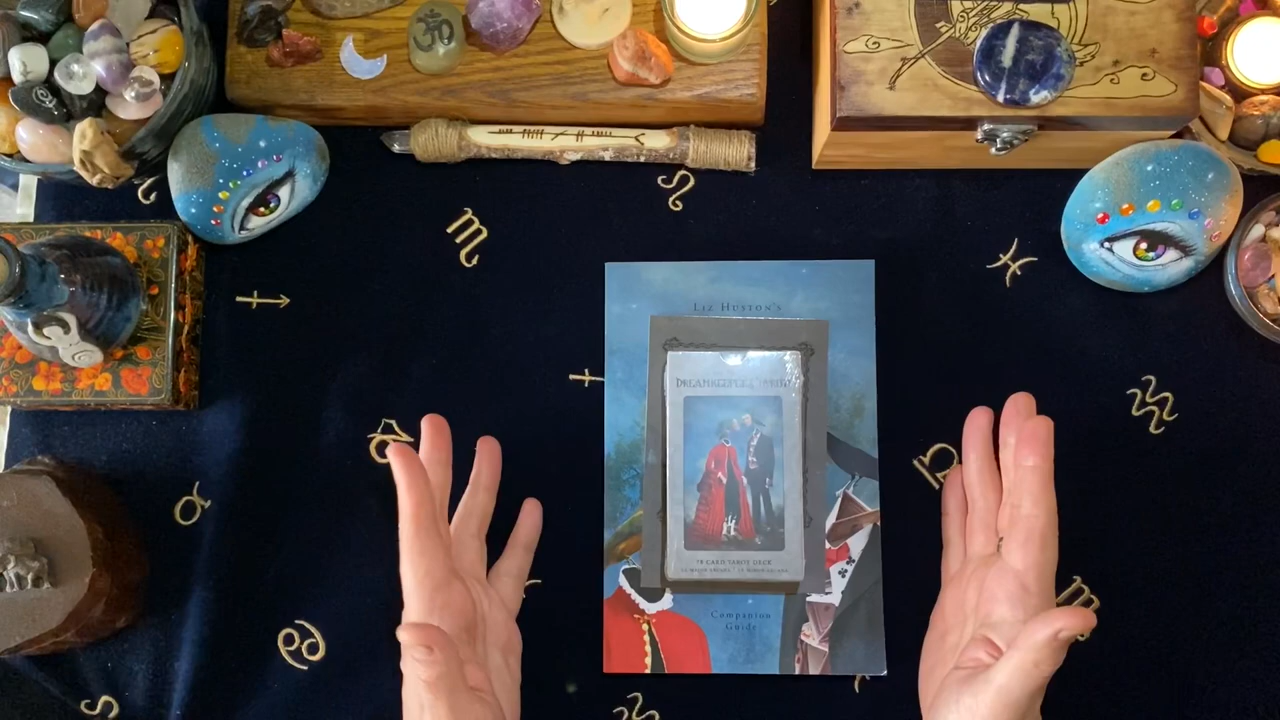 LIZ HUSTON'S
DREAMKEEPERS TAROT
78 CARD TAROT DECK
Companion
Guide